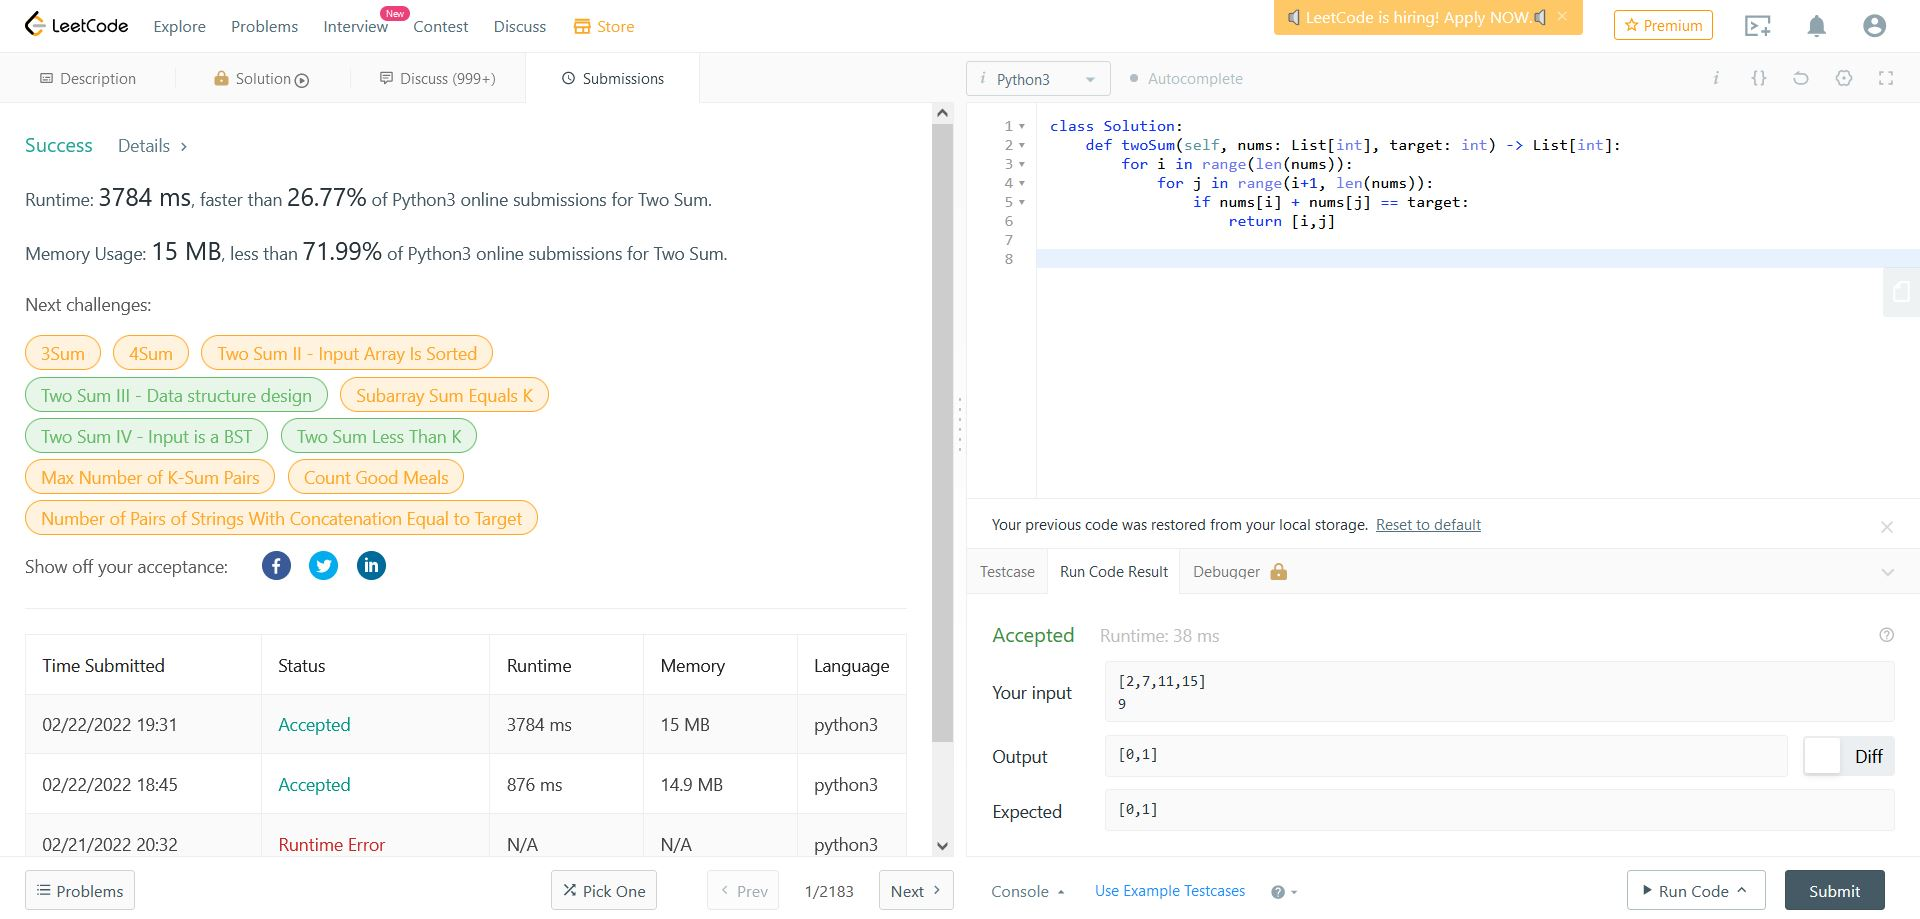 LeetCode
Explore
Problems
Interview
New
Contest
Discuss
Store
LeetCode is hiring! Apply NOW.
Premium
Description
Solution
Discuss (999+)
Submissions
Success
Details >
Runtime: 3784 ms, faster than 26.77% of Python3 online submissions for Two Sum.
Memory Usage: 15 MB, less than 71.99% of Python3 online submissions for Two Sum.
Next challenges:
3Sum
4Sum
Two Sum II - Input Array Is Sorted
Two Sum III - Data structure design
Subarray Sum Equals K
Two Sum IV - Input is a BST
Two Sum Less Than K
Max Number of K-Sum Pairs
Count Good Meals
Number of Pairs of Strings With Concatenation Equal to Target
Show off your acceptance:
Time Submitted Status Runtime Memory Language
02/22/2022 19:31 Accepted 3784 ms 15 MB python3
02/22/2022 18:45 Accepted 876 ms 14.9 MB python3
02/21/2022 20:32 Runtime Error N/A N/A python3
Problems
Pick One
< Prev
1/2183
Next >
i Python3
Autocomplete
i {}
1 class Solution:
2     def twoSum(self, nums: List[int], target: int) -> List[int]:
3         for i in range(len(nums)):
4             for j in range(i+1, len(nums)):
5                 if nums[i] + nums[j] == target:
6                     return [i,j]
7
8
Your previous code was restored from your local storage. Reset to default
Testcase
Run Code Result
Debugger
Accepted Runtime: 38 ms
Your input
[2,7,11,15]
9
Output
[0,1]
Diff
Expected
[0,1]
Console
Use Example Testcases
Run Code
Submit